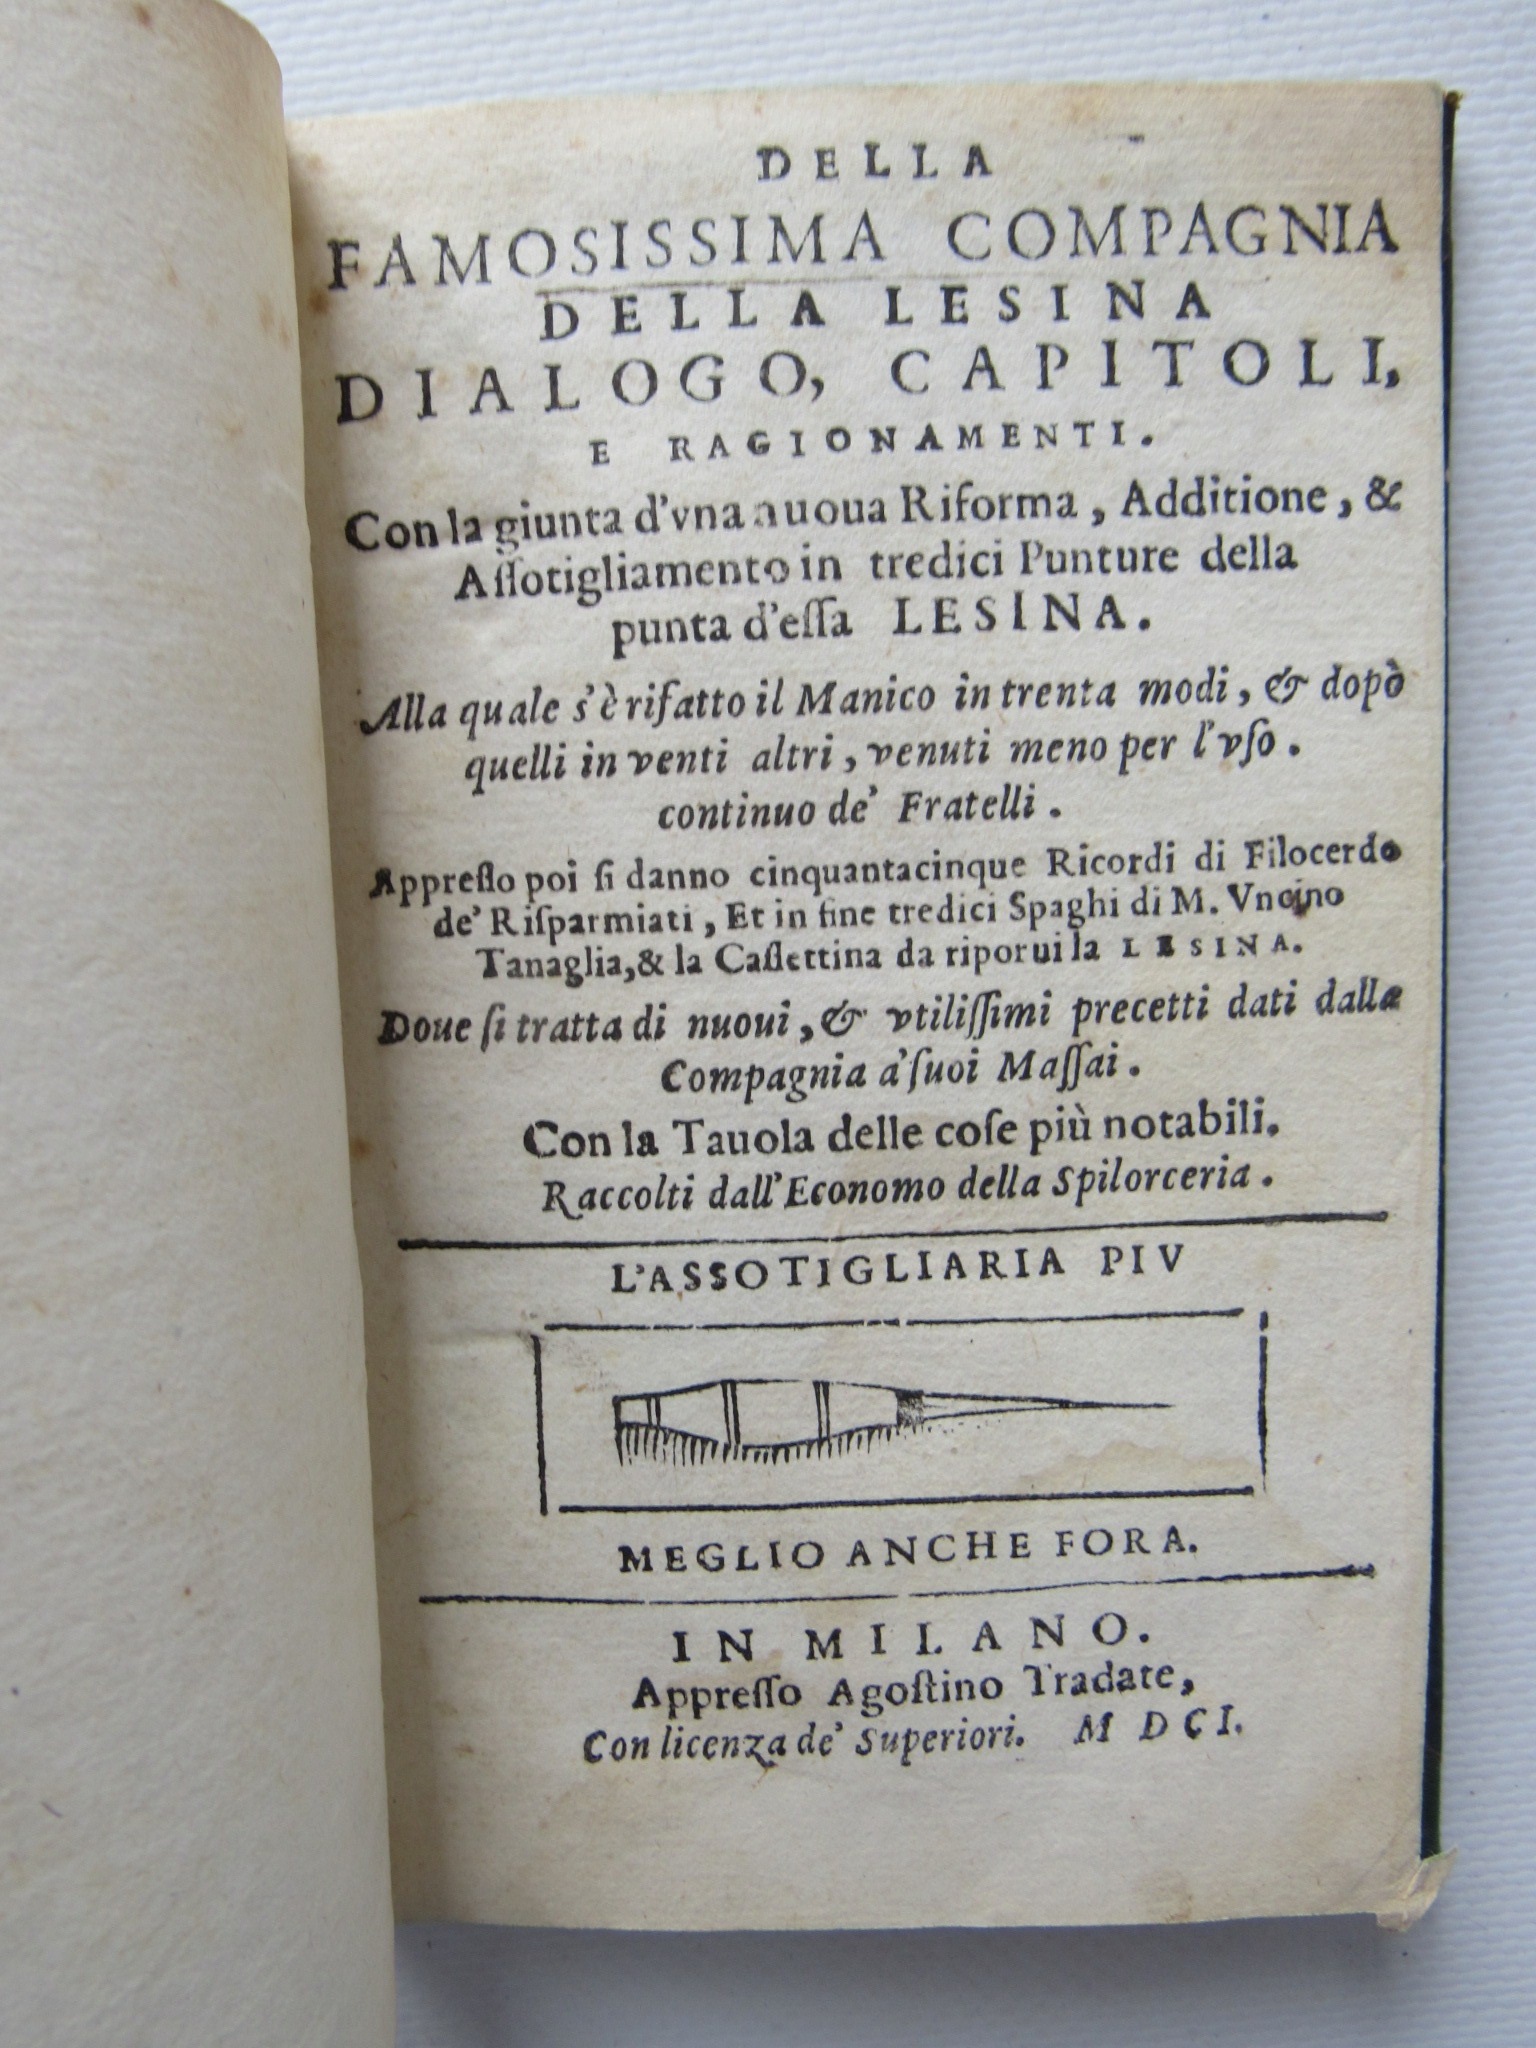 DELLA
FAMOSISSIMA COMPAGNIA
DELLA LESINA
DIALOGO, CAPITOLI,
E RAGIONAMENTI.
Con la giunta d'vna nuoua Riforma, Additione, &
Aſſotigliamento in tredici Punture della
punta d'eſſa LESINA.
Alla quale s'è rifatto il Manico in trenta modi, & dopò
quelli in venti altri, venuti meno per l'vſo.
continuo de' Fratelli.
Appreſſo poi ſi danno cinquantacinque Ricordi di Filocerdo
de' Riſparmiati, Et in fine tredici Spaghi di M. Vncino
Tanaglia, & la Caſſettina da riporui la LESINA.
Doue ſi tratta di nuoui, & vtiliſſimi precetti dati dalla
Compagnia a' ſuoi Maſſai.
Con la Tauola delle coſe più notabili.
Raccolti dall'Economo della Spilorceria.
L'ASSOTIGLIARIA PIV
MEGLIO ANCHE FORA.
IN MILANO.
Appreſſo Agoſtino Tradate,
Con licenza de' Superiori. M DCI.